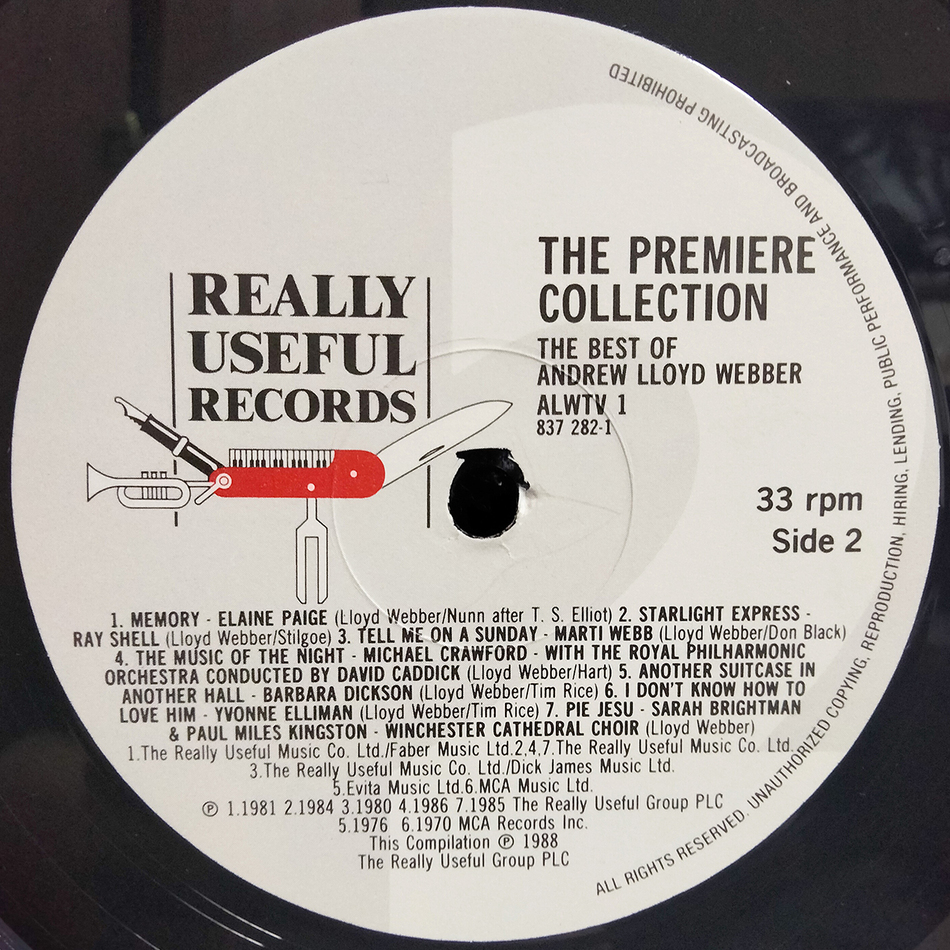 REALLY
USEFUL
RECORDS
THE PREMIERE
COLLECTION
THE BEST OF
ANDREW LLOYD WEBBER
ALWTV 1
837 282-1
33 rpm
Side 2
1. MEMORY - ELAINE PAIGE (Lloyd Webber/Nunn after T. S. Elliot) 2. STARLIGHT EXPRESS -
RAY SHELL (Lloyd Webber/Stilgoe) 3. TELL ME ON A SUNDAY - MARTI WEBB (Lloyd Webber/Don Black)
4. THE MUSIC OF THE NIGHT - MICHAEL CRAWFORD - WITH THE ROYAL PHILHARMONIC
ORCHESTRA CONDUCTED BY DAVID CADDICK (Lloyd Webber/Hart) 5. ANOTHER SUITCASE IN
ANOTHER HALL - BARBARA DICKSON (Lloyd Webber/Tim Rice) 6. I DON'T KNOW HOW TO
LOVE HIM - YVONNE ELLIMAN (Lloyd Webber/Tim Rice) 7. PIE JESU - SARAH BRIGHTMAN
& PAUL MILES KINGSTON - WINCHESTER CATHEDRAL CHOIR (Lloyd Webber)
1.The Really Useful Music Co. Ltd./Faber Music Ltd.2,4,7.The Really Useful Music Co. Ltd.
3.The Really Useful Music Co. Ltd./Dick James Music Ltd.
5.Evita Music Ltd.6.MCA Music Ltd.
℗ 1.1981 2.1984 3.1980 4.1986 7.1985 The Really Useful Group PLC
5.1976 6.1970 MCA Records Inc.
This Compilation ℗ 1988
The Really Useful Group PLC
ALL RIGHTS RESERVED. UNAUTHORIZED COPYING, REPRODUCTION, HIRING, LENDING, PUBLIC PERFORMANCE AND BROADCASTING PROHIBITED